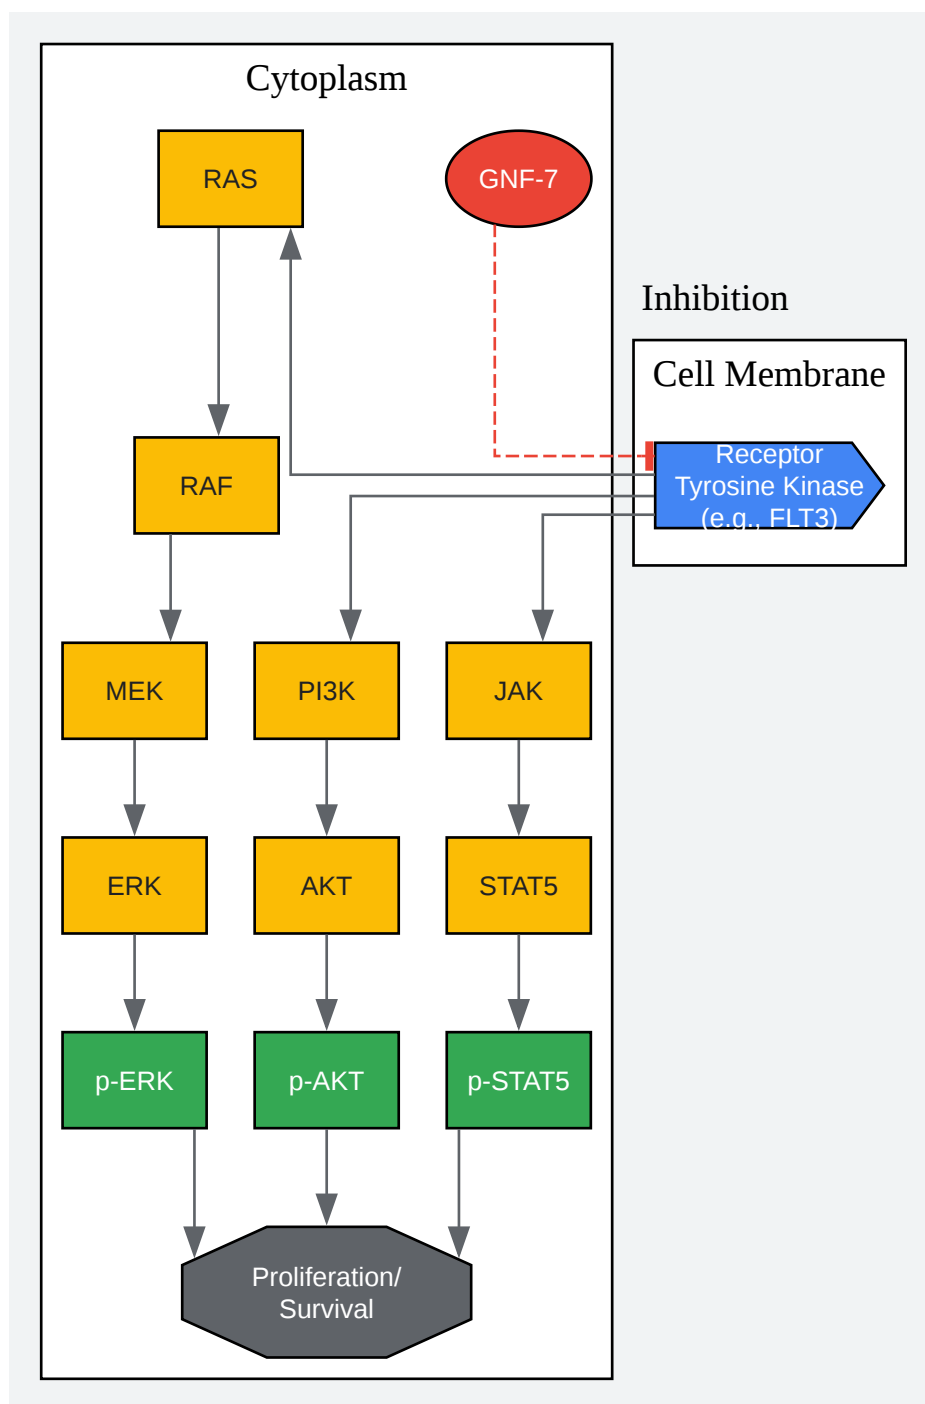 Cytoplasm
RAS
GNF-7
Inhibition
Cell Membrane
Receptor
Tyrosine Kinase
(e.g., FLT3)
RAF
MEK
PI3K
JAK
ERK
AKT
STAT5
p-ERK
p-AKT
p-STAT5
Proliferation/
Survival